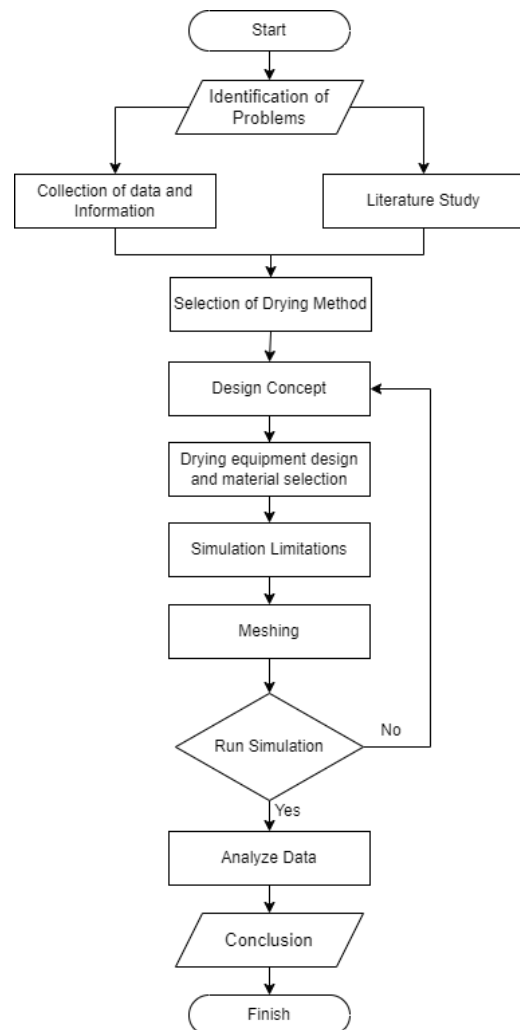 Start
Identification of
Problems
Collection of data and
Information
Literature Study
Selection of Drying Method
Design Concept
Drying equipment design
and material selection
Simulation Limitations
Meshing
Run Simulation
No
Yes
Analyze Data
Conclusion
Finish